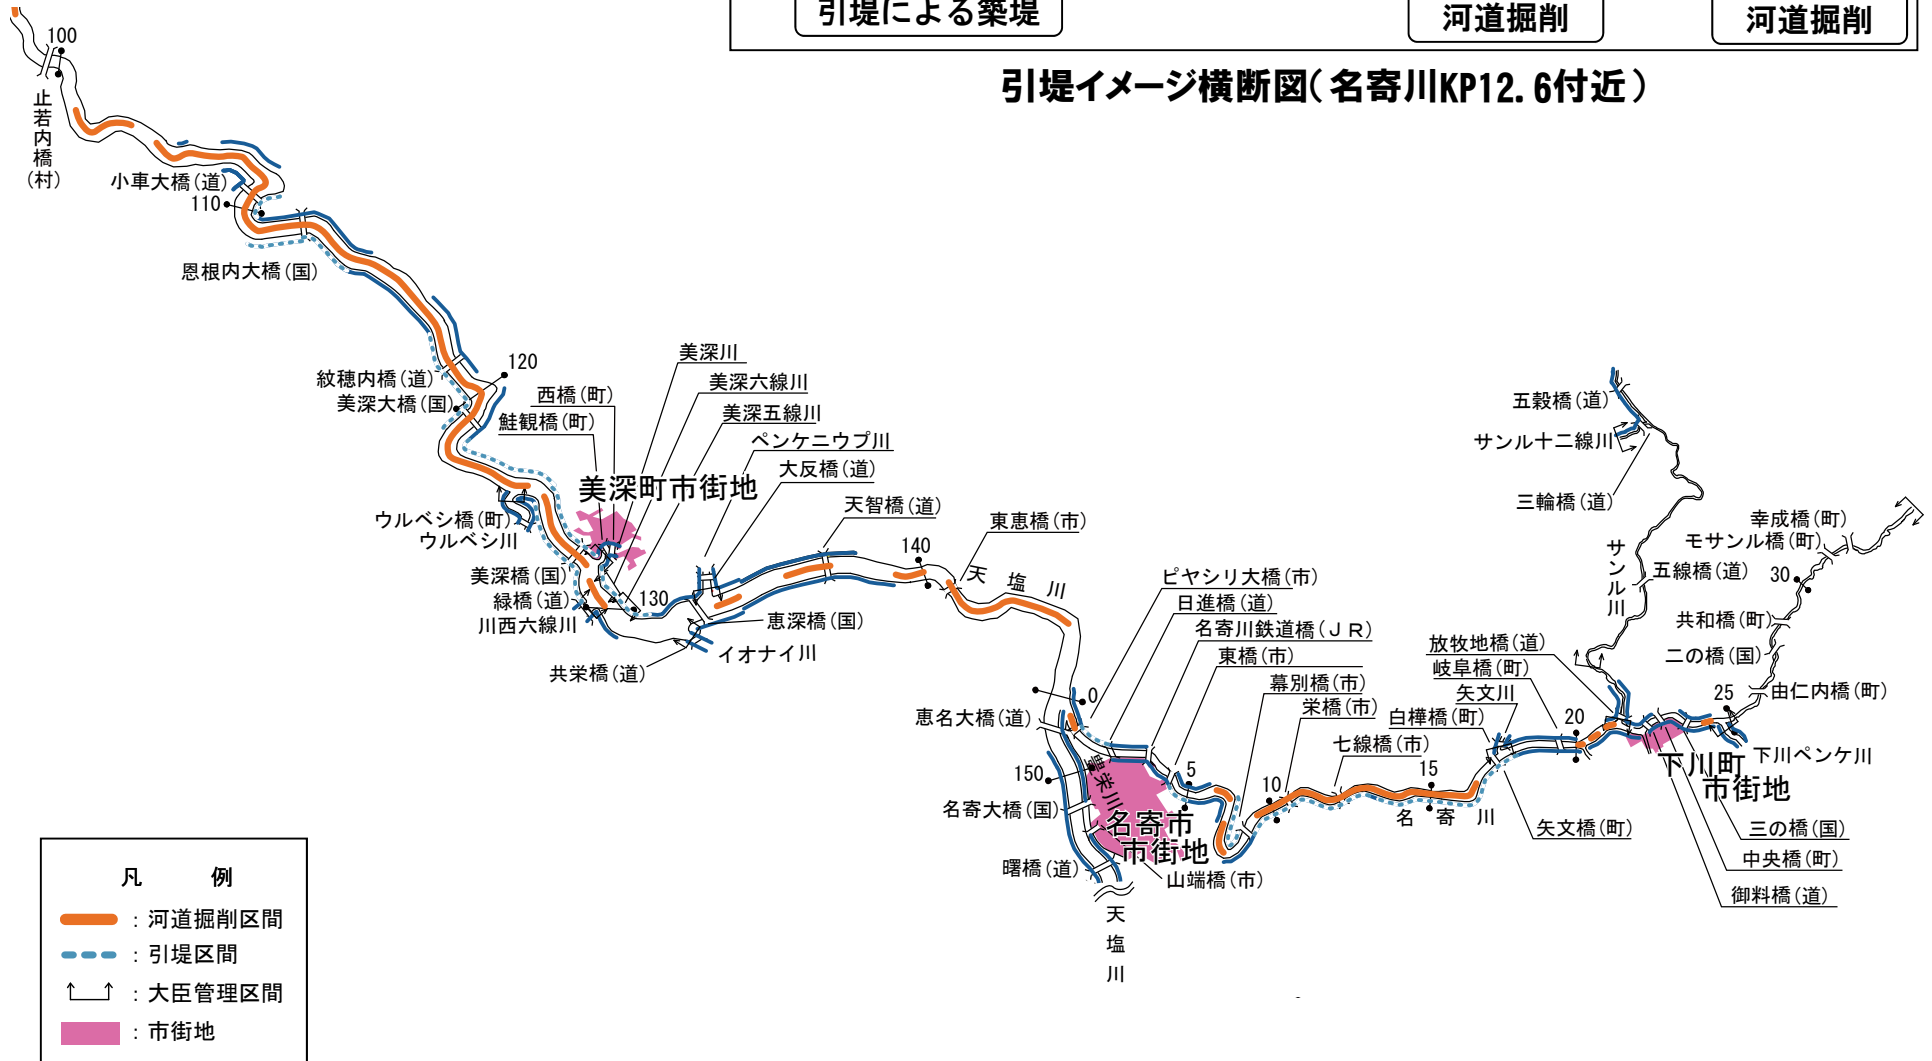 引堤による築堤
河道掘削
河道掘削
引堤イメージ横断図(名寄川KP12.6付近)
100
止若内橋(村)
小車大橋(道)
110
恩根内大橋(国)
120
紋穂内橋(道)
美深大橋(国)
美深川
美深六線川
西橋(町)
美深五線川
鮭観橋(町)
ペンケニウプ川
大反橋(道)
美深町市街地
天智橋(道)
ウルベシ橋(町)
ウルベシ川
東恵橋(市)
140
天塩川
美深橋(国)
緑橋(道)
130
川西六線川
恵深橋(国)
イオナイ川
共栄橋(道)
ピヤシリ大橋(市)
日進橋(道)
名寄川鉄道橋(JR)
東橋(市)
幕別橋(市)
栄橋(市)
七線橋(市)
0
恵名大橋(道)
150
豊栄川
5
10
15
20
25
30
名寄大橋(国)
名寄市
市街地
曙橋(道)
山端橋(市)
天塩川
名寄川
五穀橋(道)
サンル十二線川
三輪橋(道)
サンル川
幸成橋(町)
モサンル橋(町)
五線橋(道)
共和橋(町)
二の橋(国)
由仁内橋(町)
放牧地橋(道)
岐阜橋(町)
矢文川
白樺橋(町)
下川ペンケ川
下川町
市街地
矢文橋(町)
三の橋(国)
中央橋(町)
御料橋(道)
凡 例
:河道掘削区間
:引堤区間
:大臣管理区間
:市街地